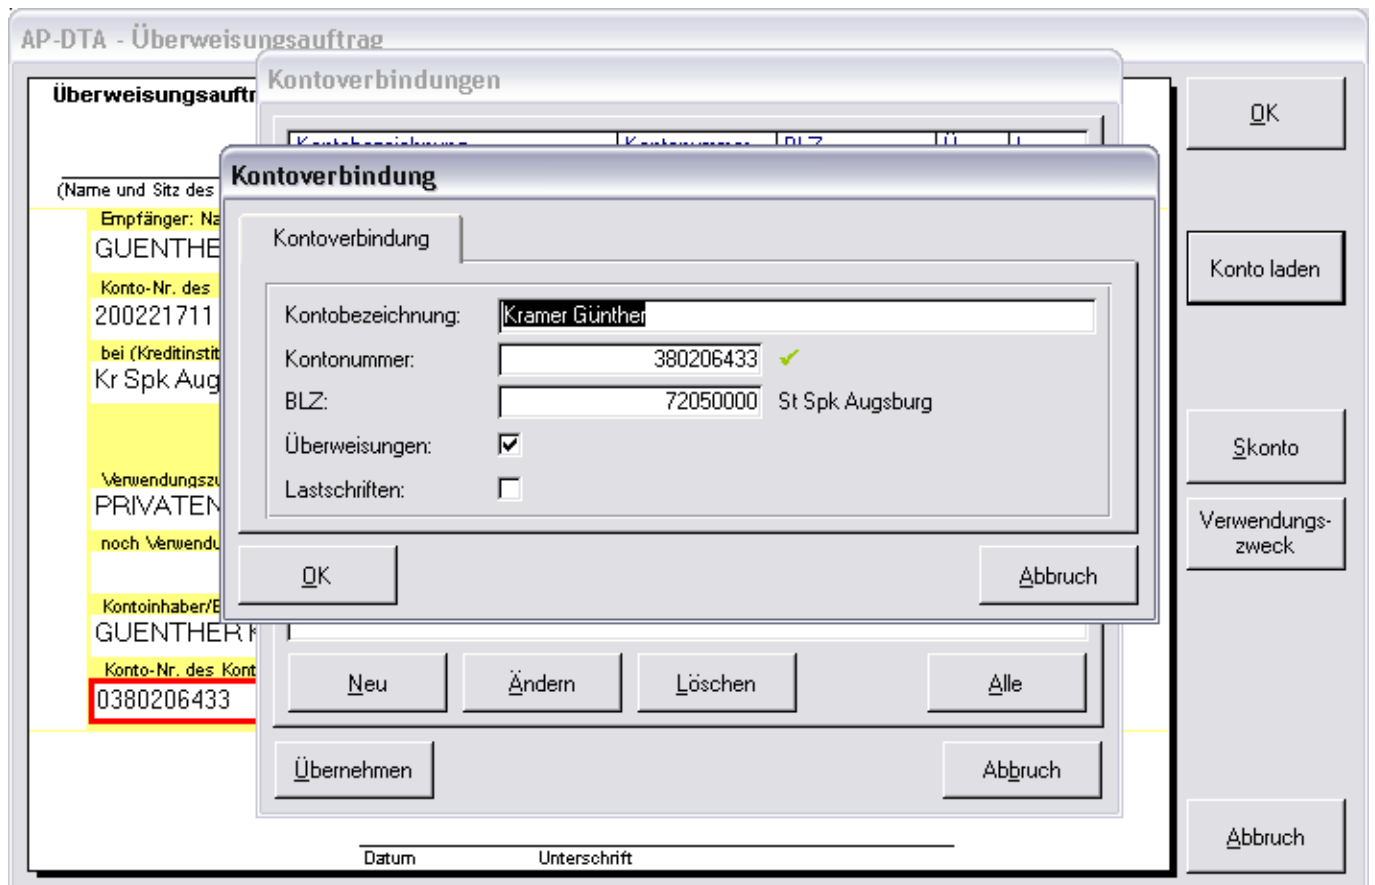 AP-DTA - Überweisungsauftrag
Kontoverbindungen
Überweisungsauftr
OK
Kontobezeichnung Kontonummer BLZ Ü... L...
Kontoverbindung
(Name und Sitz des
Empfänger: Na
Kontoverbindung
GUENTHE
Konto laden
Konto-Nr. des
200221711
Kontobezeichnung: Kramer Günther
bei (Kreditinstit
Kontonummer: 380206433
Kr Spk Aug
BLZ: 72050000 St Spk Augsburg
Überweisungen:
Skonto
Verwendungszu
Lastschriften:
PRIVATEN
Verwendungs-
zweck
noch Verwendu
OK Abbruch
Kontoinhaber/E
GUENTHER K
Konto-Nr. des Kont
Neu Ändern Löschen Alle
0380206433
Übernehmen Abbruch
Abbruch
Datum Unterschrift